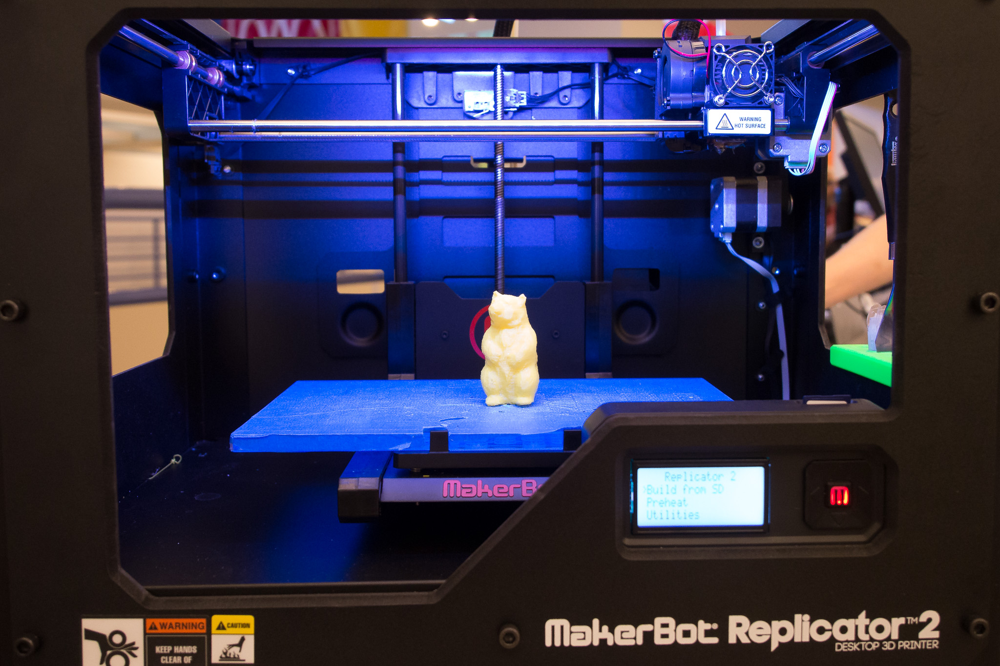 WARNING
HOT SURFACE
MakerB
Replicator 2
›Build from SD
Preheat
Utilities
WARNING
CAUTION
KEEP HANDS
CLEAR OF
MakerBot® Replicator™2
DESKTOP 3D PRINTER